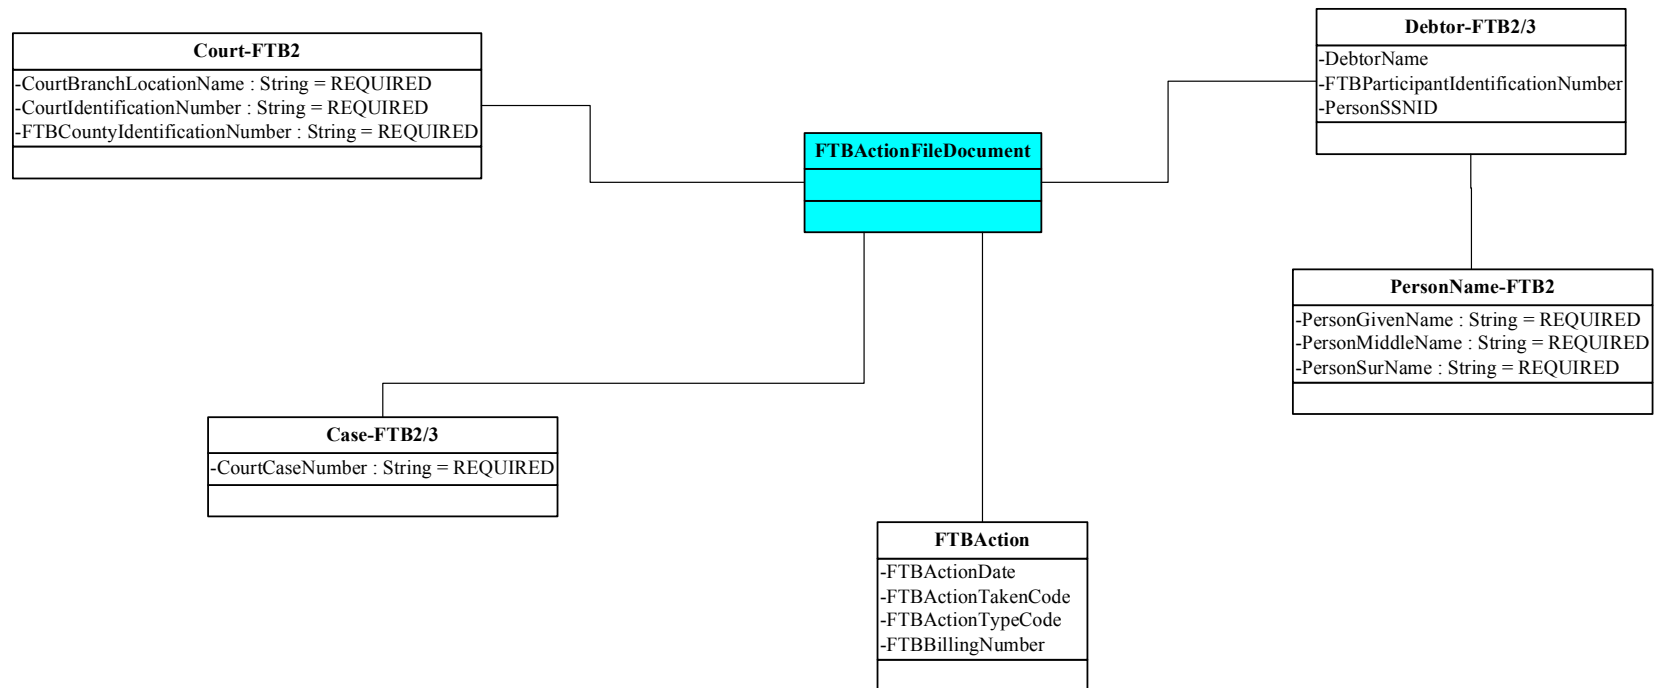 Court-FTB2
-CourtBranchLocationName : String = REQUIRED
-CourtIdentificationNumber : String = REQUIRED
-FTBCountyIdentificationNumber : String = REQUIRED
Debtor-FTB2/3
-DebtorName
-FTBParticipantIdentificationNumber
-PersonSSNID
FTBActionFileDocument
PersonName-FTB2
-PersonGivenName : String = REQUIRED
-PersonMiddleName : String = REQUIRED
-PersonSurName : String = REQUIRED
Case-FTB2/3
-CourtCaseNumber : String = REQUIRED
FTBAction
-FTBActionDate
-FTBActionTakenCode
-FTBActionTypeCode
-FTBBillingNumber